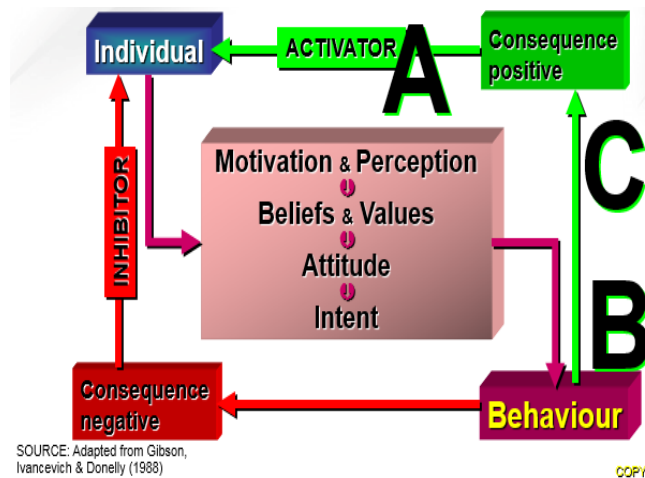 Individual
ACTIVATOR
A
Consequence
positive
Motivation & Perception
Beliefs & Values
Attitude
Intent
INHIBITOR
C
B
Consequence
negative
Behaviour
SOURCE: Adapted from Gibson,
Ivancevich & Donelly (1988)
COPY